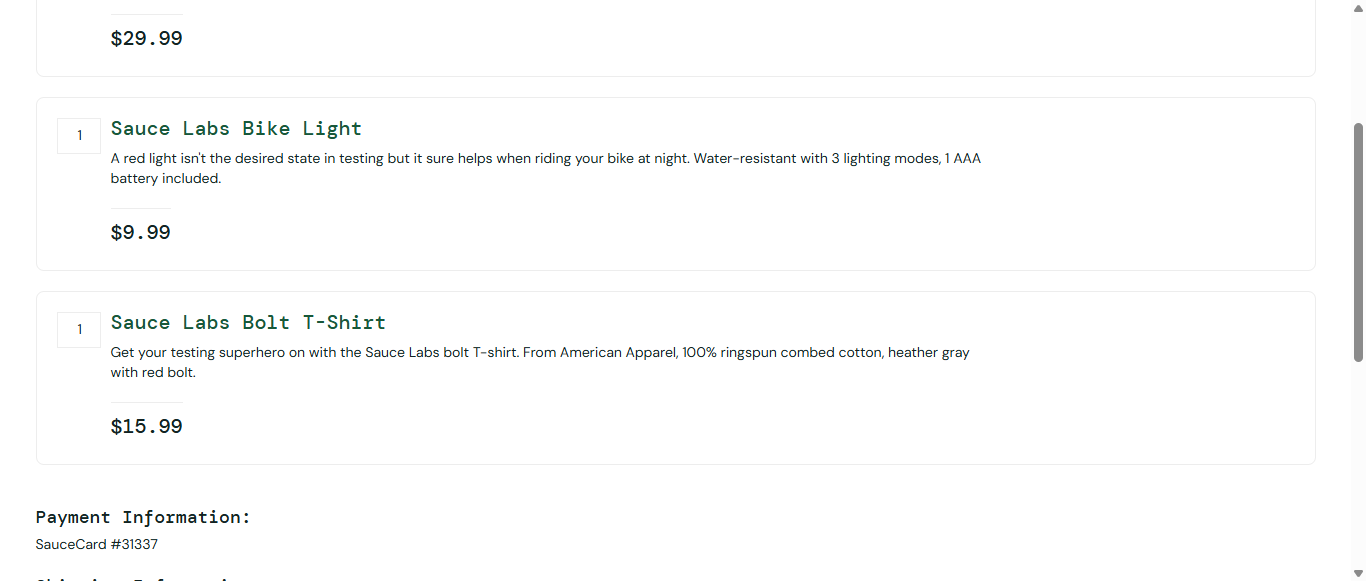 $29.99
1
Sauce Labs Bike Light
A red light isn't the desired state in testing but it sure helps when riding your bike at night. Water-resistant with 3 lighting modes, 1 AAA
battery included.
$9.99
1
Sauce Labs Bolt T-Shirt
Get your testing superhero on with the Sauce Labs bolt T-shirt. From American Apparel, 100% ringspun combed cotton, heather gray
with red bolt.
$15.99
Payment Information:
SauceCard #31337